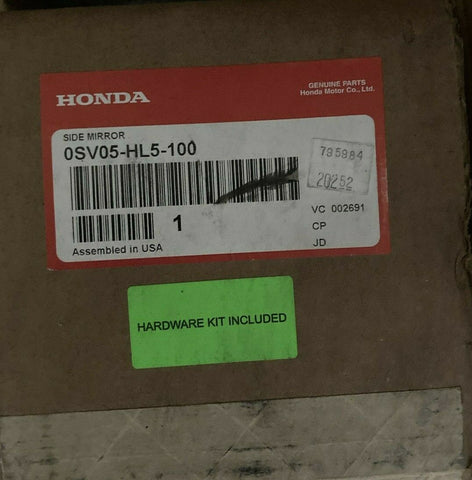 HONDA
GENUINE PARTS
Honda Motor Co., Ltd.
SIDE MIRROR
0SV05-HL5-100
795984
20252
1
VC 002691
CP
JD
Assembled in USA
HARDWARE KIT INCLUDED